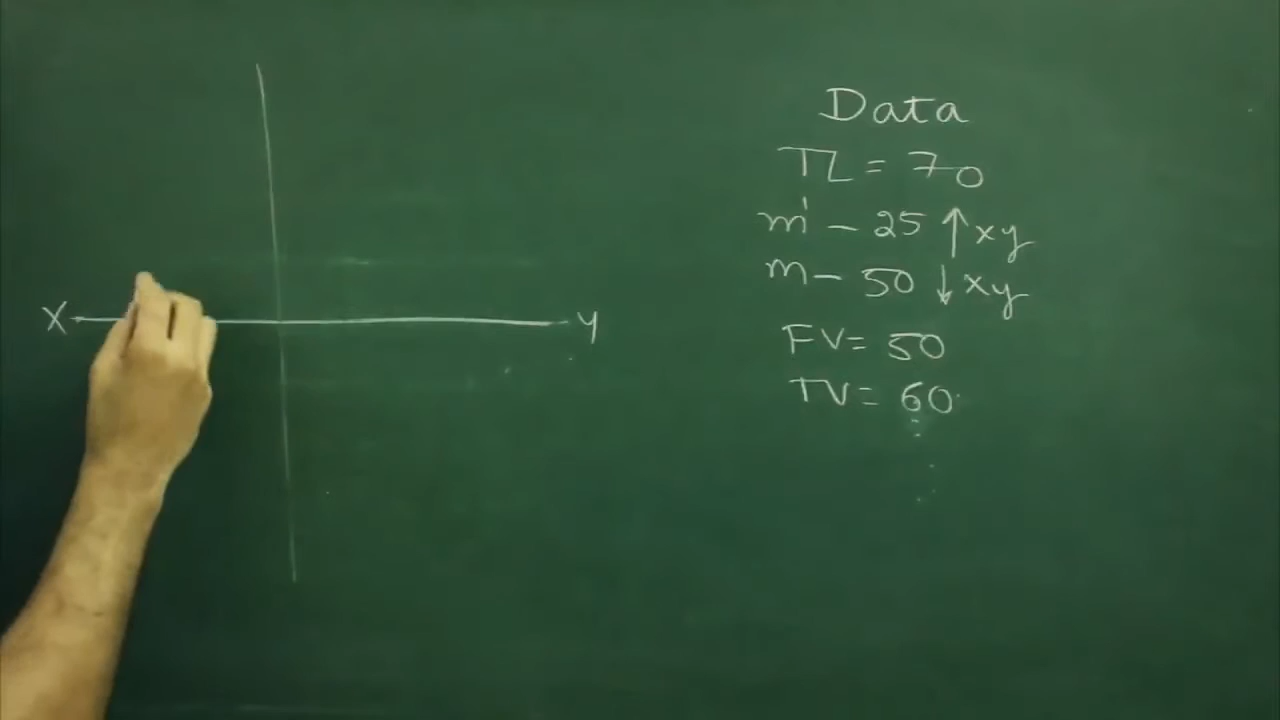 Data
TL = 70
m' - 25 ↑ xy
m - 50 ↓ xy
FV = 50
TV = 60
X Y